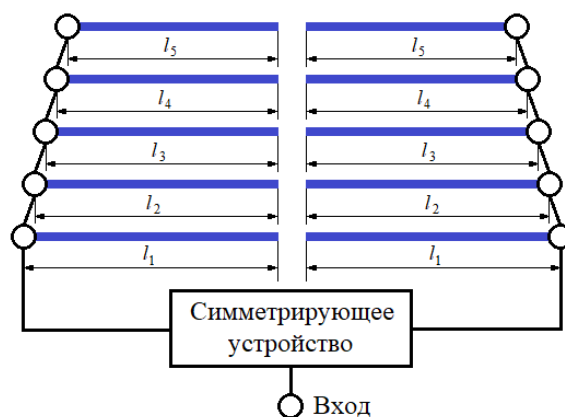 l₅ l₅
l₄ l₄
l₃ l₃
l₂ l₂
l₁ l₁
Симметрирующее
устройство
Вход